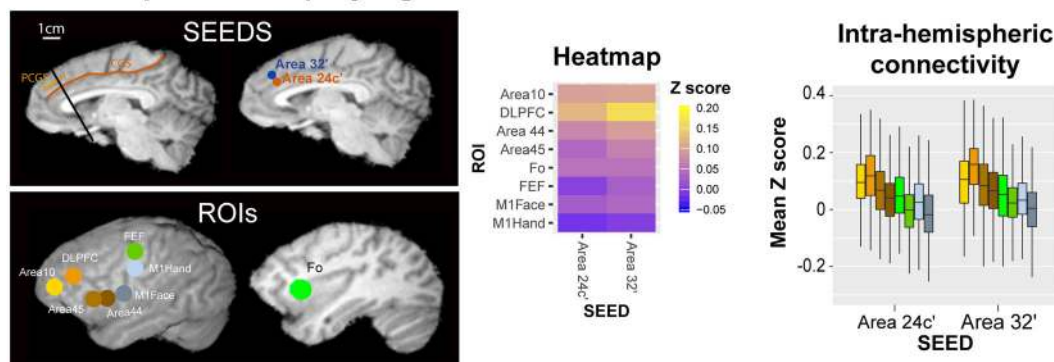 1cm
SEEDS
CGS
PCGS
Area 32'
Area 24c'
ROIs
FEF
DLPFC
M1Hand
Area10
M1Face
Area45
Area44
Fo
Heatmap
Z score
ROI
Area10
DLPFC
Area 44
Area45
Fo
FEF
M1Face
M1Hand
0.20
0.15
0.10
0.05
0.00
−0.05
Area 24c'
Area 32'
SEED
Intra-hemispheric
connectivity
Mean Z score
0.4
0.2
0
-0.2
Area 24c'
Area 32'
SEED